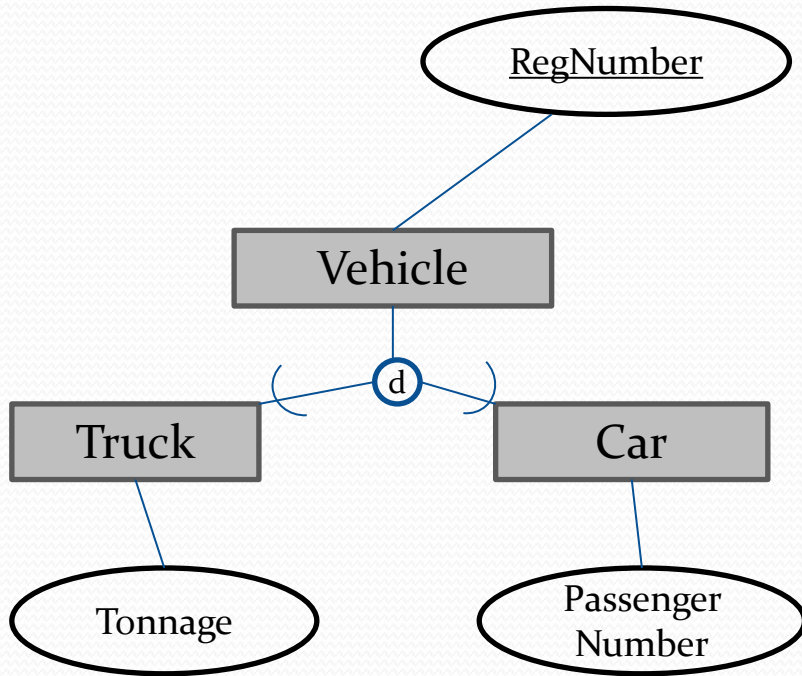 RegNumber
Vehicle
d
Truck
Car
Tonnage
Passenger
Number